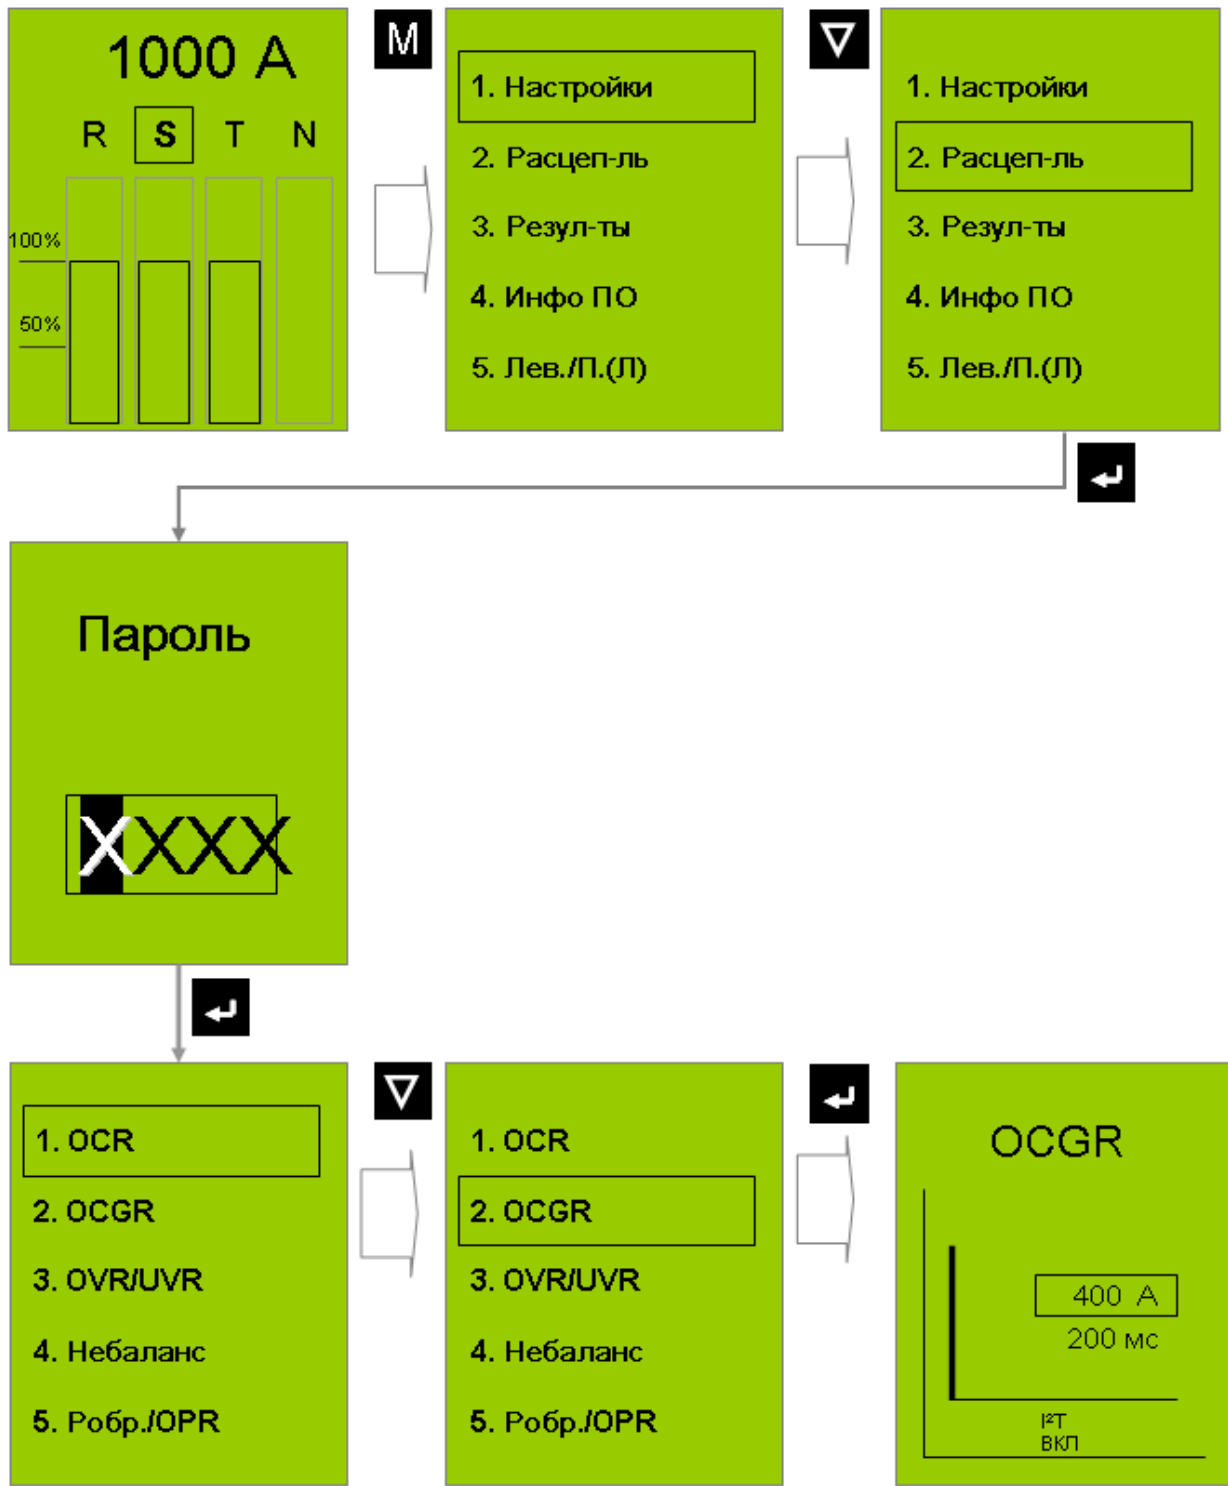 1000 A
R S T N
100%
50%
M
1. Настройки
2. Расцеп-ль
3. Резул-ты
4. Инфо ПО
5. Лев./П.(Л)
1. Настройки
2. Расцеп-ль
3. Резул-ты
4. Инфо ПО
5. Лев./П.(Л)
Пароль
XXXX
1. OCR
2. OCGR
3. OVR/UVR
4. Небаланс
5. Pобр./OPR
1. OCR
2. OCGR
3. OVR/UVR
4. Небаланс
5. Pобр./OPR
OCGR
400 A
200 мс
I²T
ВКЛ